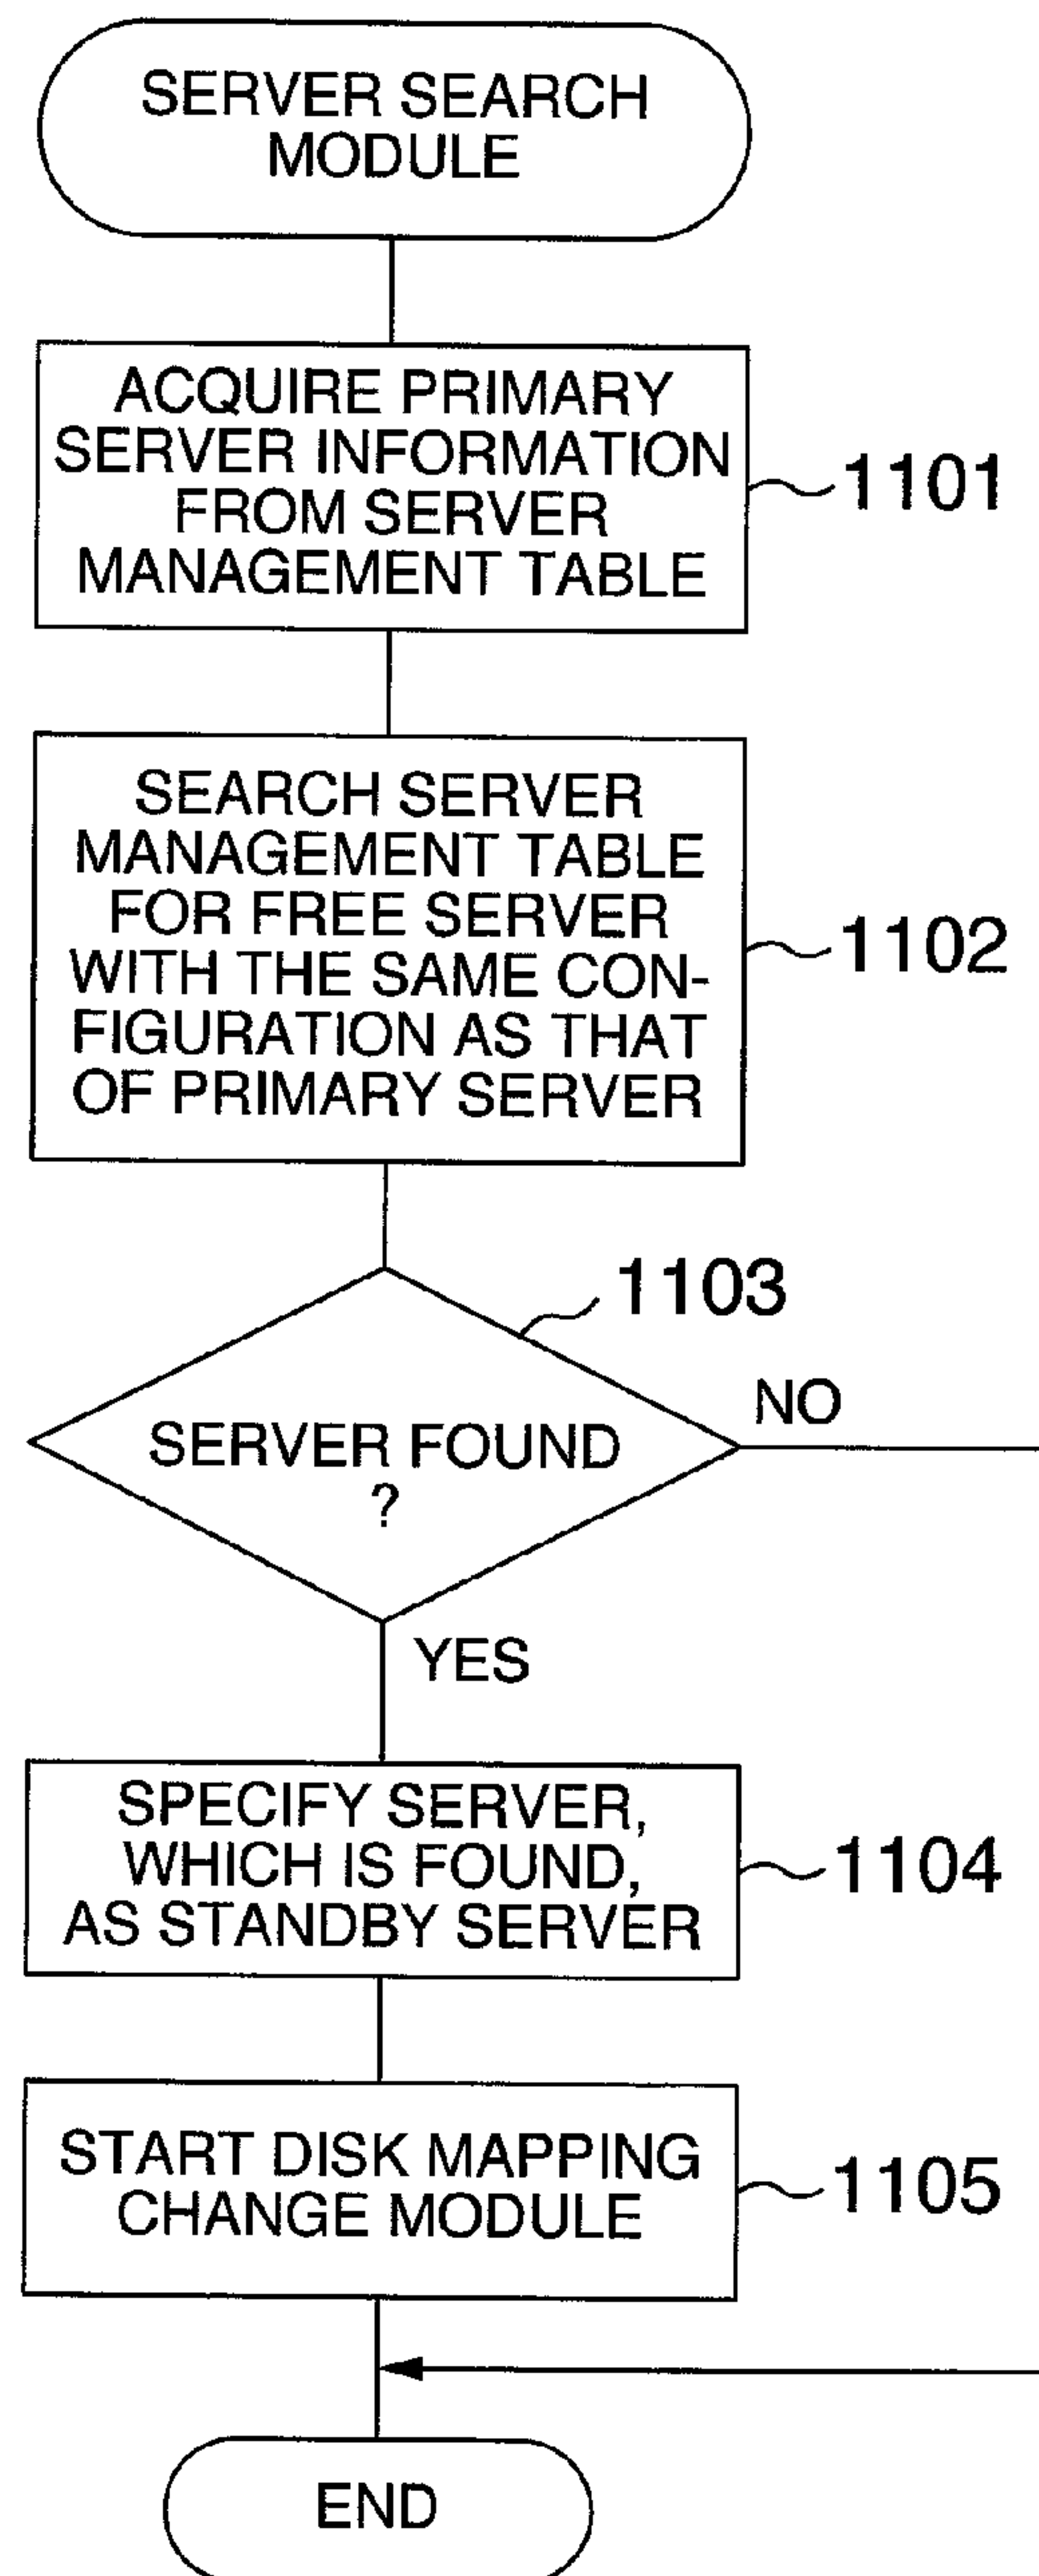 SERVER SEARCH
MODULE
ACQUIRE PRIMARY
SERVER INFORMATION
FROM SERVER
MANAGEMENT TABLE
1101
SEARCH SERVER
MANAGEMENT TABLE
FOR FREE SERVER
WITH THE SAME CON-
FIGURATION AS THAT
OF PRIMARY SERVER
1102
1103
SERVER FOUND
?
NO
YES
SPECIFY SERVER,
WHICH IS FOUND,
AS STANDBY SERVER
1104
START DISK MAPPING
CHANGE MODULE
1105
END